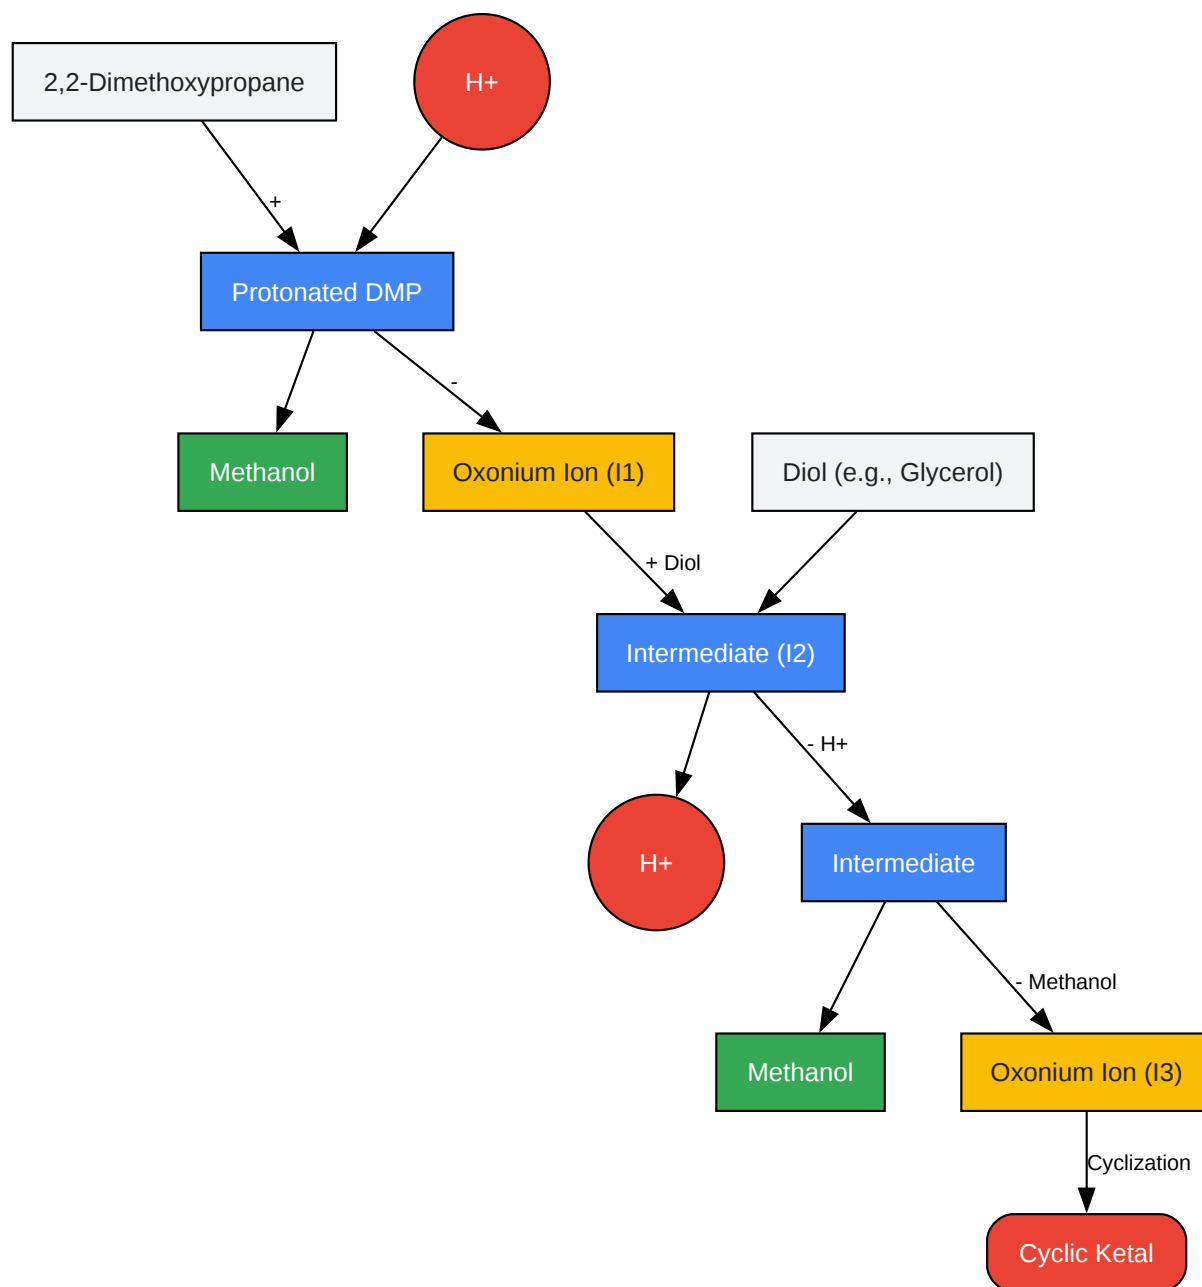 2,2-Dimethoxypropane
H+
+
Protonated DMP
-
Methanol
Oxonium Ion (I1)
Diol (e.g., Glycerol)
+ Diol
Intermediate (I2)
- H+
H+
Intermediate
- Methanol
Methanol
Oxonium Ion (I3)
Cyclization
Cyclic Ketal